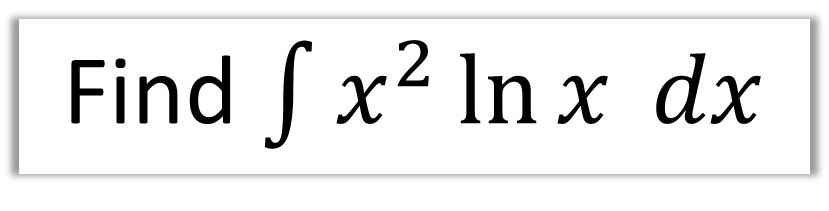 Find ∫ x² ln x dx